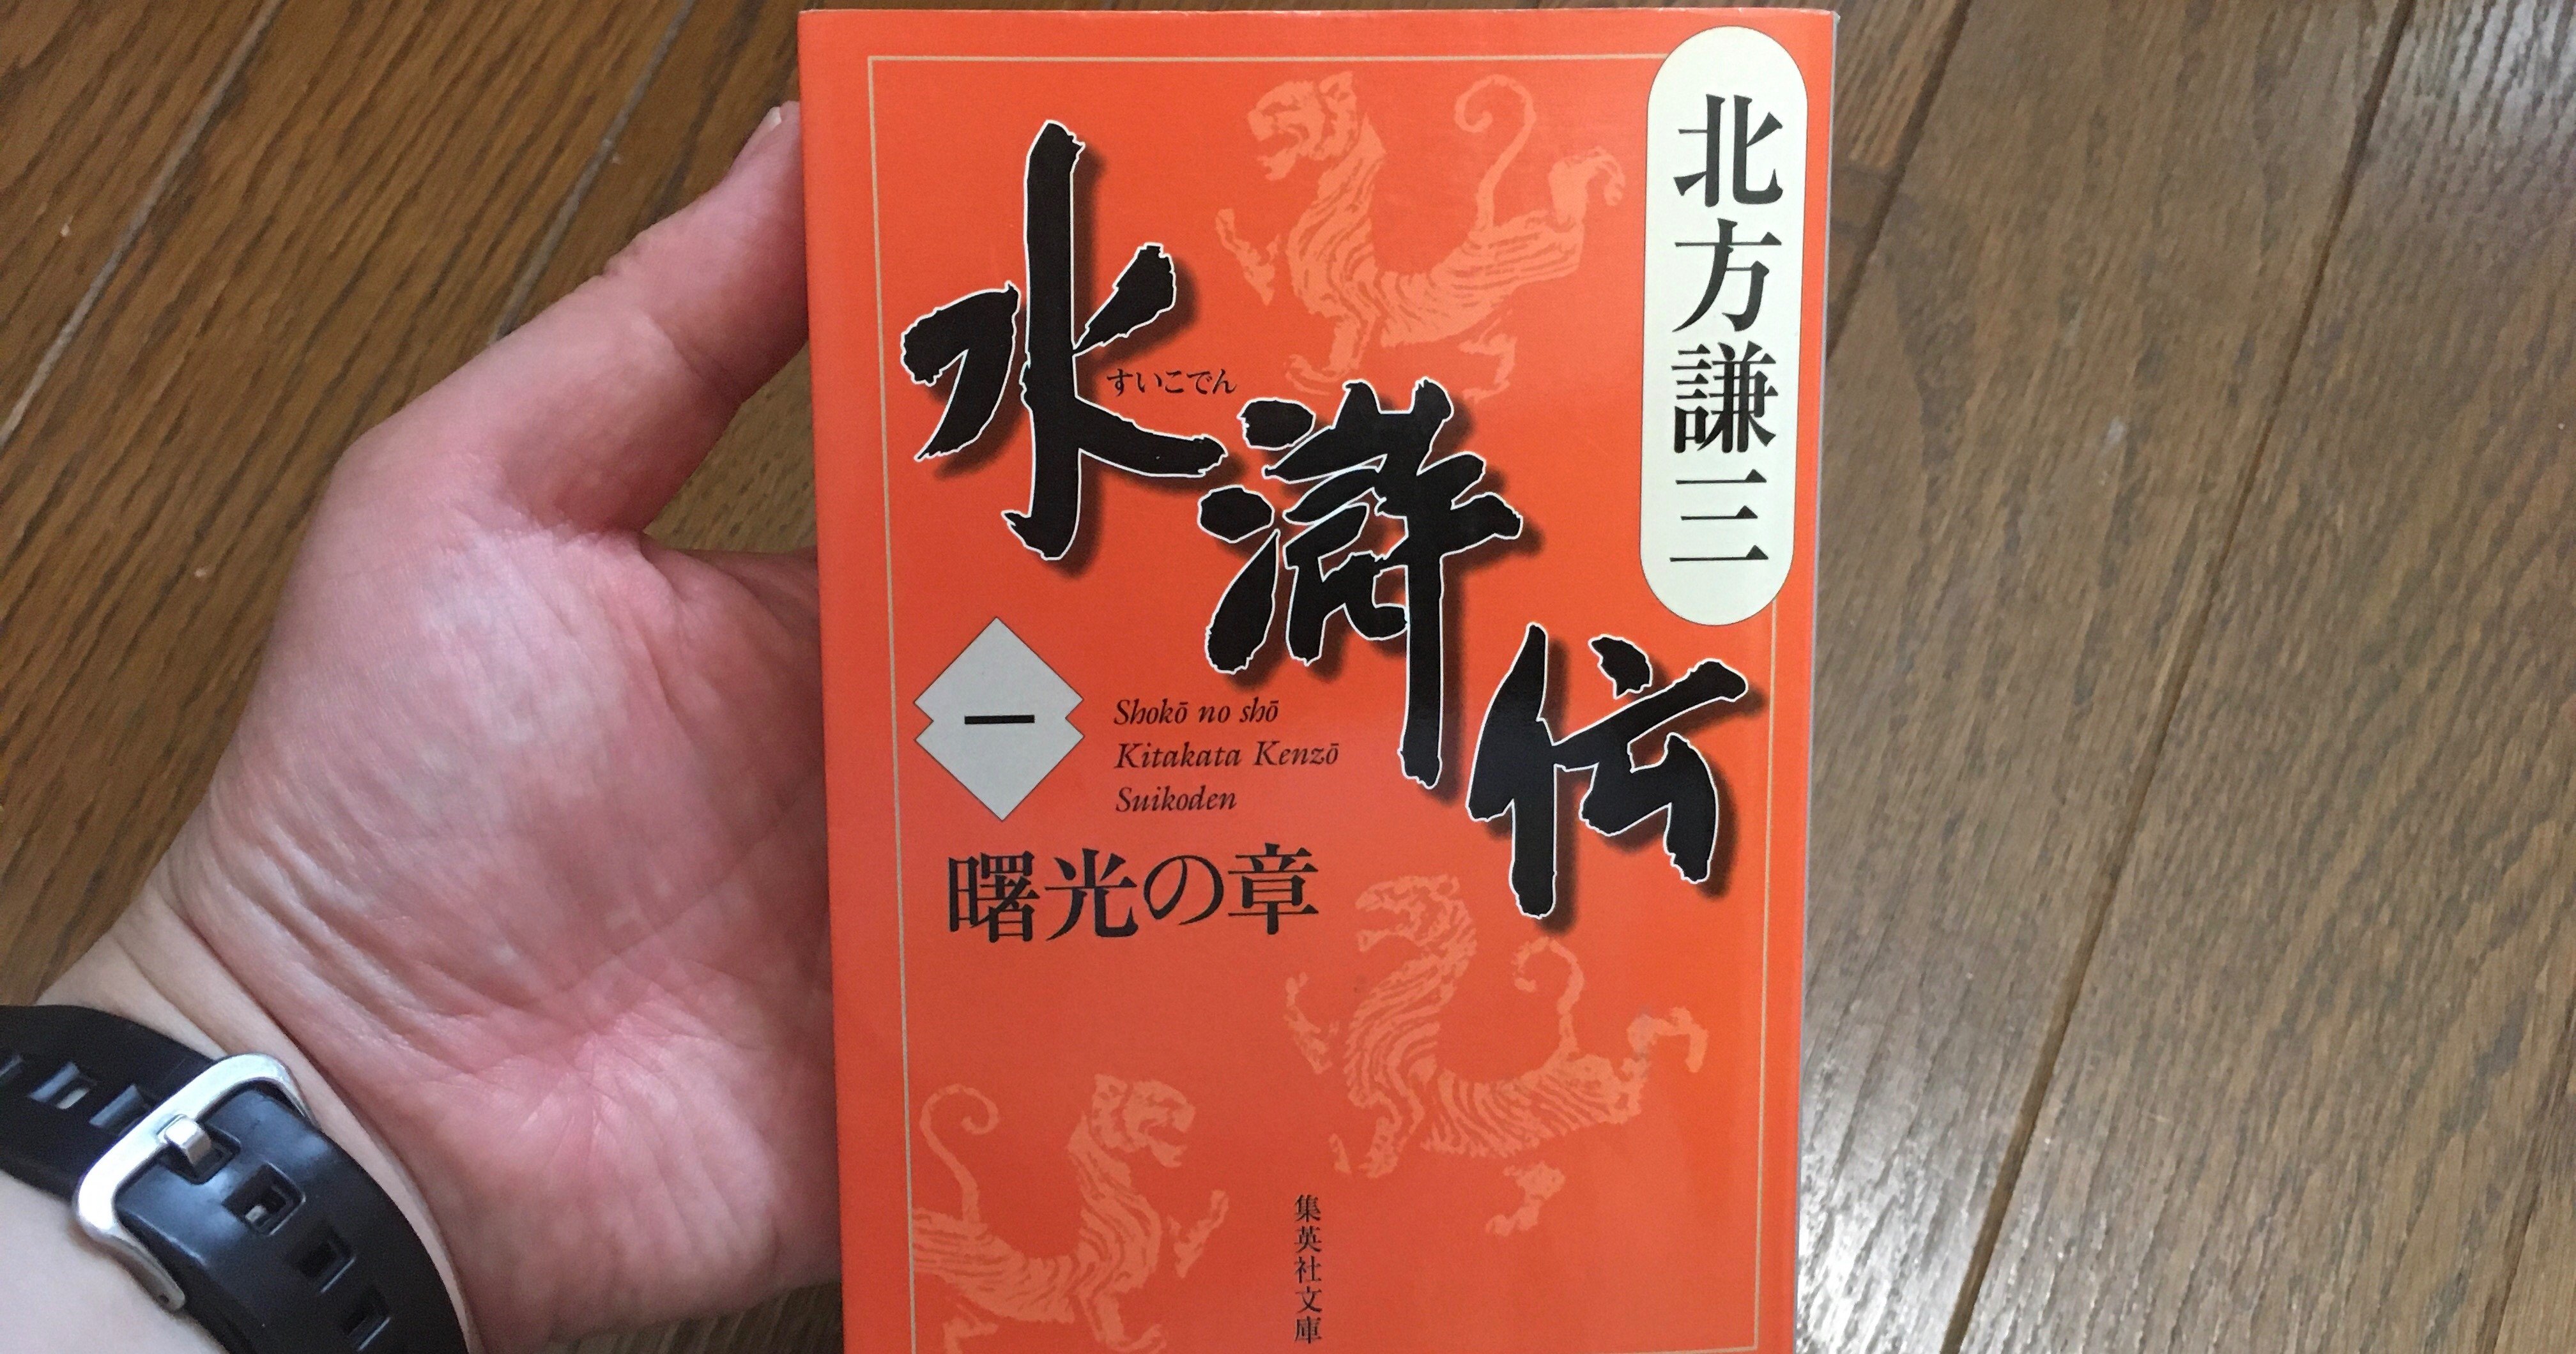 北方謙三
水滸伝
すいこでん
一
Shokō no shō
Kitakata Kenzō
Suikoden
曙光の章
集英社文庫